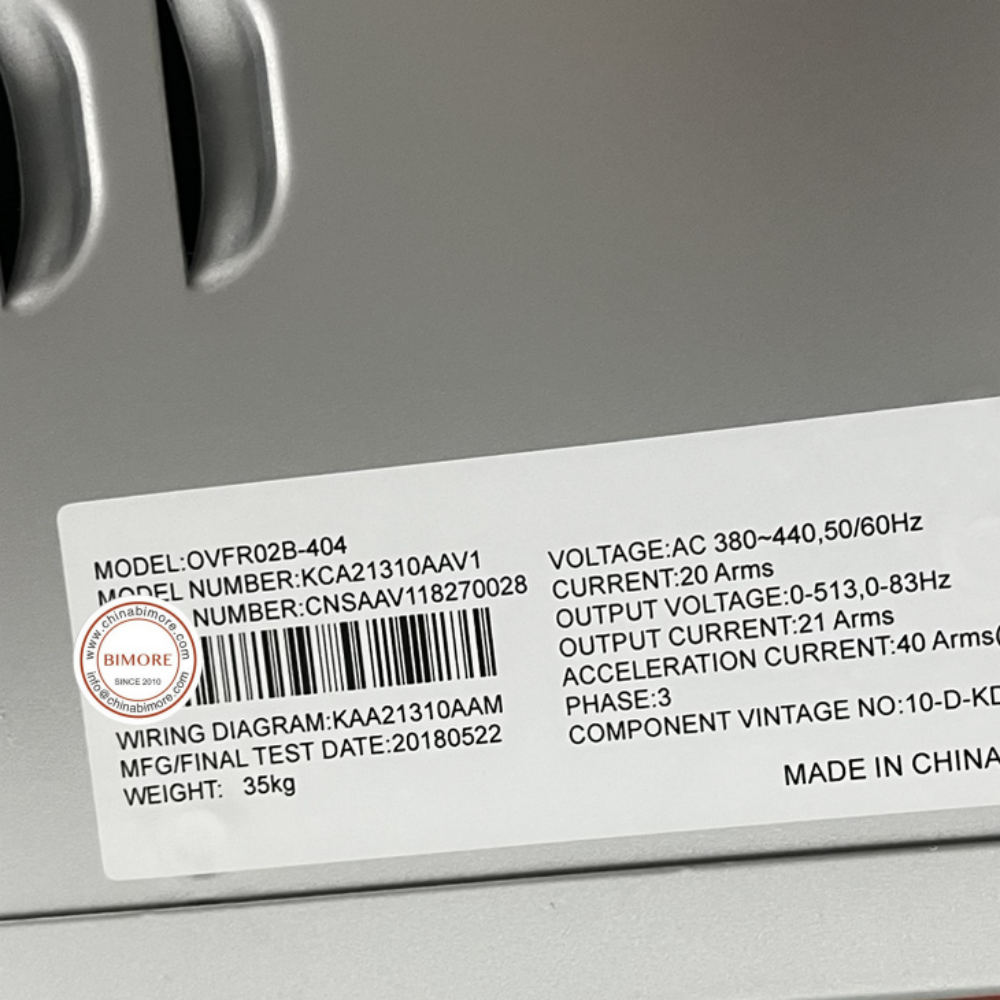 MODEL:OVFR02B-404
MODEL NUMBER:KCA21310AAV1
NUMBER:CNSAAV118270028
WIRING DIAGRAM:KAA21310AAM
MFG/FINAL TEST DATE:20180522
WEIGHT: 35kg
VOLTAGE:AC 380~440,50/60Hz
CURRENT:20 Arms
OUTPUT VOLTAGE:0-513,0-83Hz
OUTPUT CURRENT:21 Arms
ACCELERATION CURRENT:40 Arms(
PHASE:3
COMPONENT VINTAGE NO:10-D-KD
MADE IN CHINA
www.chinabimore.com
BIMORE
SINCE 2010
info@chinabimore.com